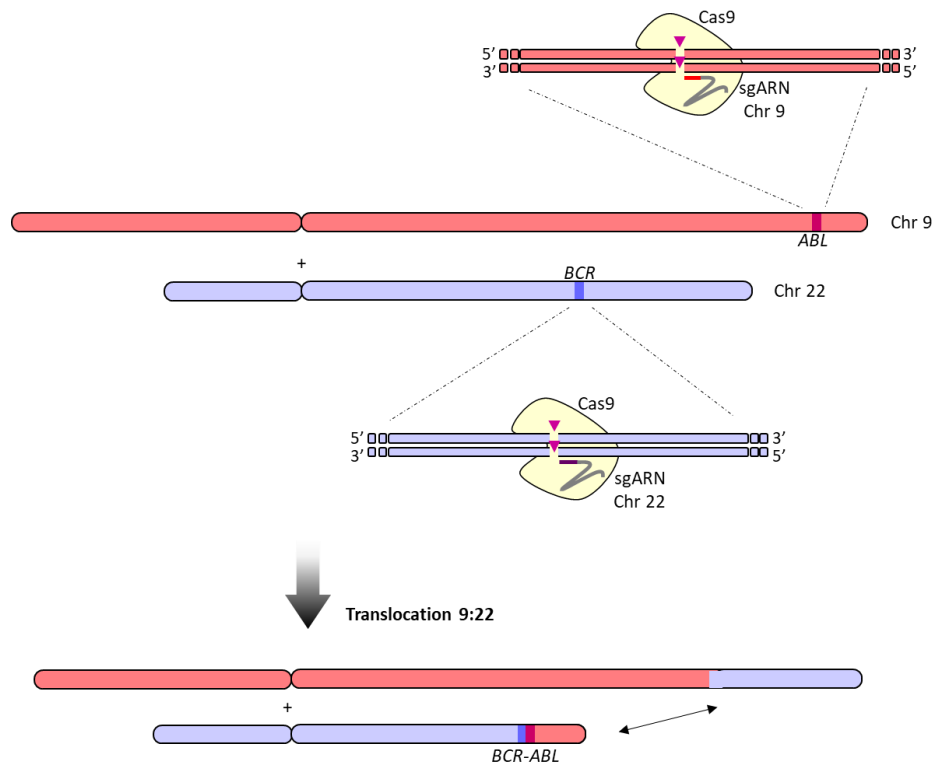 Cas9
5’ 3’
3’ 5’
sgARN
Chr 9
Chr 9
ABL
+
BCR
Chr 22
Cas9
5’ 3’
3’ 5’
sgARN
Chr 22
Translocation 9:22
+
BCR-ABL